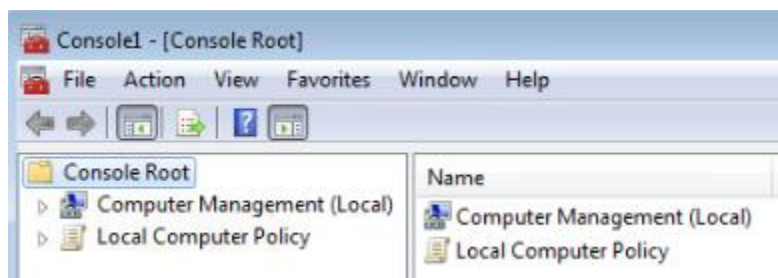 Console1 - [Console Root]
File Action View Favorites Window Help
Console Root
Computer Management (Local)
Local Computer Policy
Name
Computer Management (Local)
Local Computer Policy